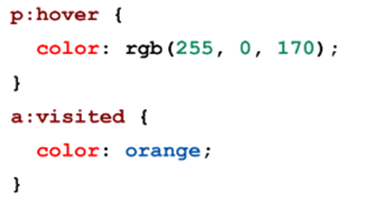 p:hover {
  color: rgb(255, 0, 170);
}
a:visited {
  color: orange;
}